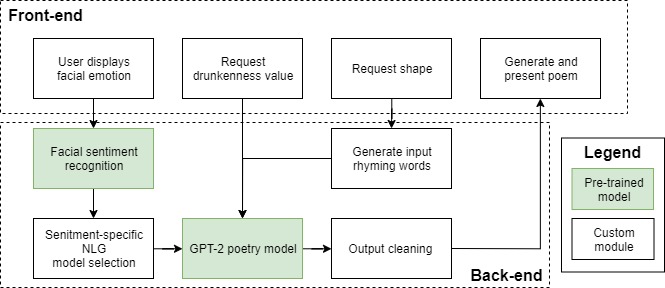 Front-end
User displays
facial emotion
Request
drunkenness value
Request shape
Generate and
present poem
Facial sentiment
recognition
Generate input
rhyming words
Senitment-specific
NLG
model selection
GPT-2 poetry model
Output cleaning
Back-end
Legend
Pre-trained
model
Custom
module